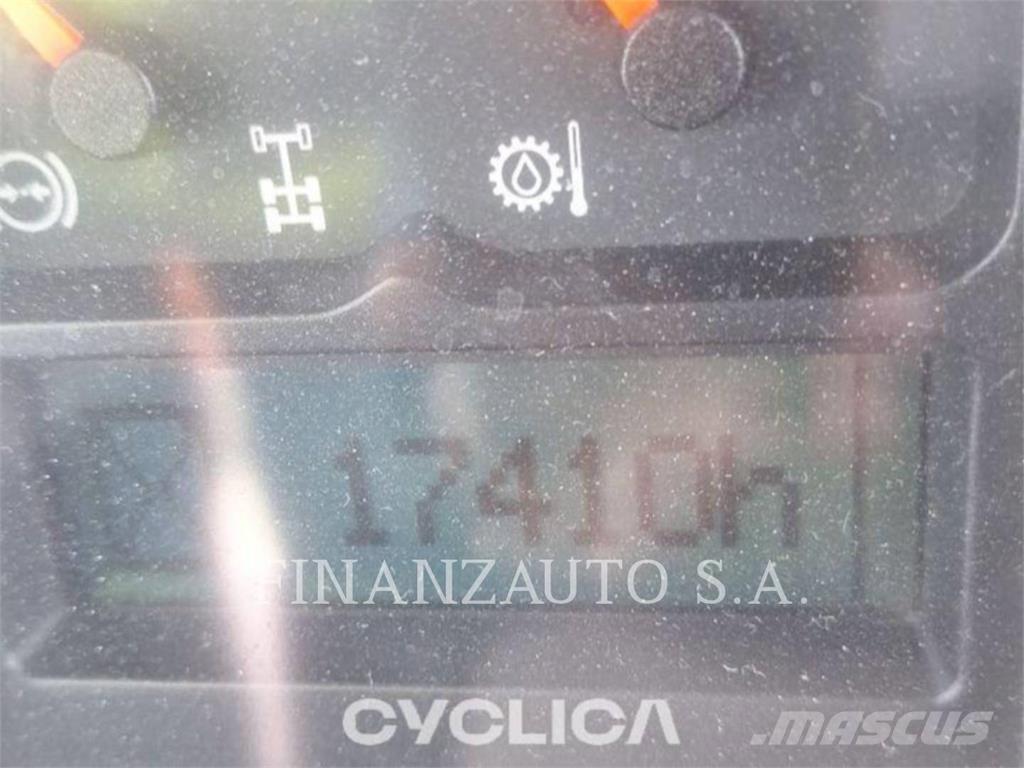 17410h
FINANZAUTO S.A.
CYCLICA
MASCUS